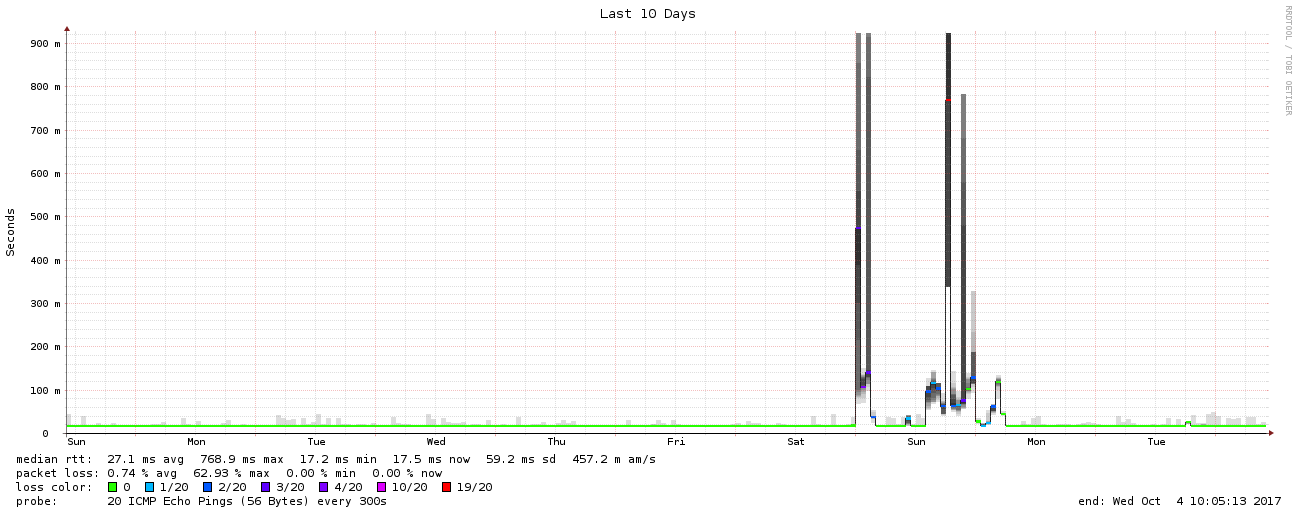 Last 10 Days
RRDTOOL / TOBI OETIKER
Seconds
900 m
800 m
700 m
600 m
500 m
400 m
300 m
200 m
100 m
0
Sun Mon Tue Wed Thu Fri Sat Sun Mon Tue
median rtt: 27.1 ms avg 768.9 ms max 17.2 ms min 17.5 ms now 59.2 ms sd 457.2 m am/s
packet loss: 0.74 % avg 62.93 % max 0.00 % min 0.00 % now
loss color: 0 1/20 2/20 3/20 4/20 10/20 19/20
probe: 20 ICMP Echo Pings (56 Bytes) every 300s end: Wed Oct 4 10:05:13 2017